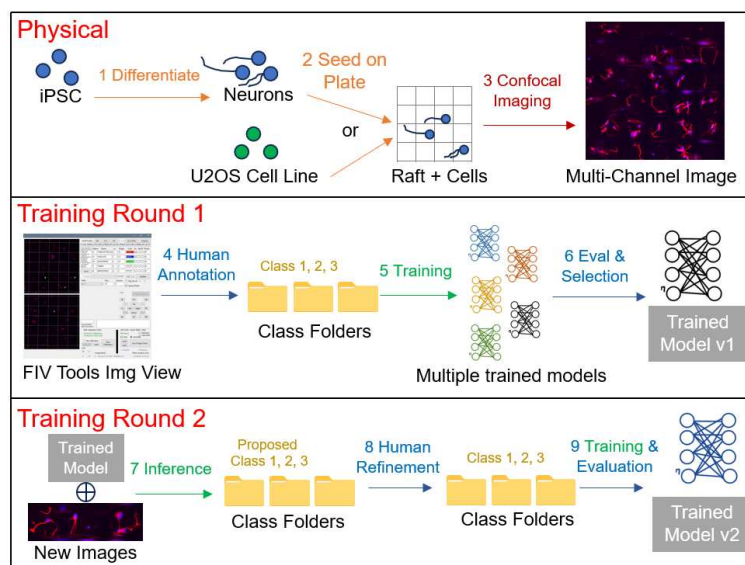 Physical
1 Differentiate
iPSC
Neurons
2 Seed on
Plate
or
U2OS Cell Line
Raft + Cells
3 Confocal
Imaging
Multi-Channel Image
Training Round 1
4 Human
Annotation
FIV Tools Img View
Class 1, 2, 3
Class Folders
5 Training
Multiple trained models
6 Eval &
Selection
Trained
Model v1
Training Round 2
Trained
Model
New Images
7 Inference
Proposed
Class 1, 2, 3
Class Folders
8 Human
Refinement
Class 1, 2, 3
Class Folders
9 Training &
Evaluation
Trained
Model v2